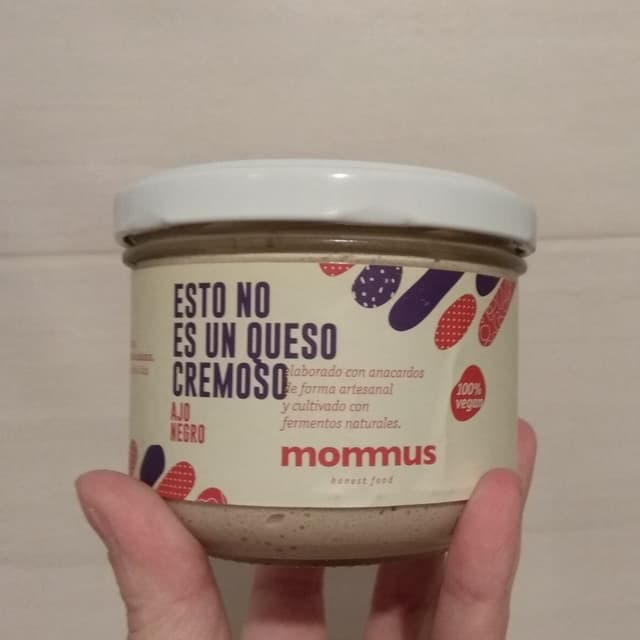 ESTO NO
ES UN QUESO
CREMOSO
AJO
NEGRO
elaborado con anacardos
de forma artesanal
y cultivado con
fermentos naturales.
100%
vegan
mommus
honest food